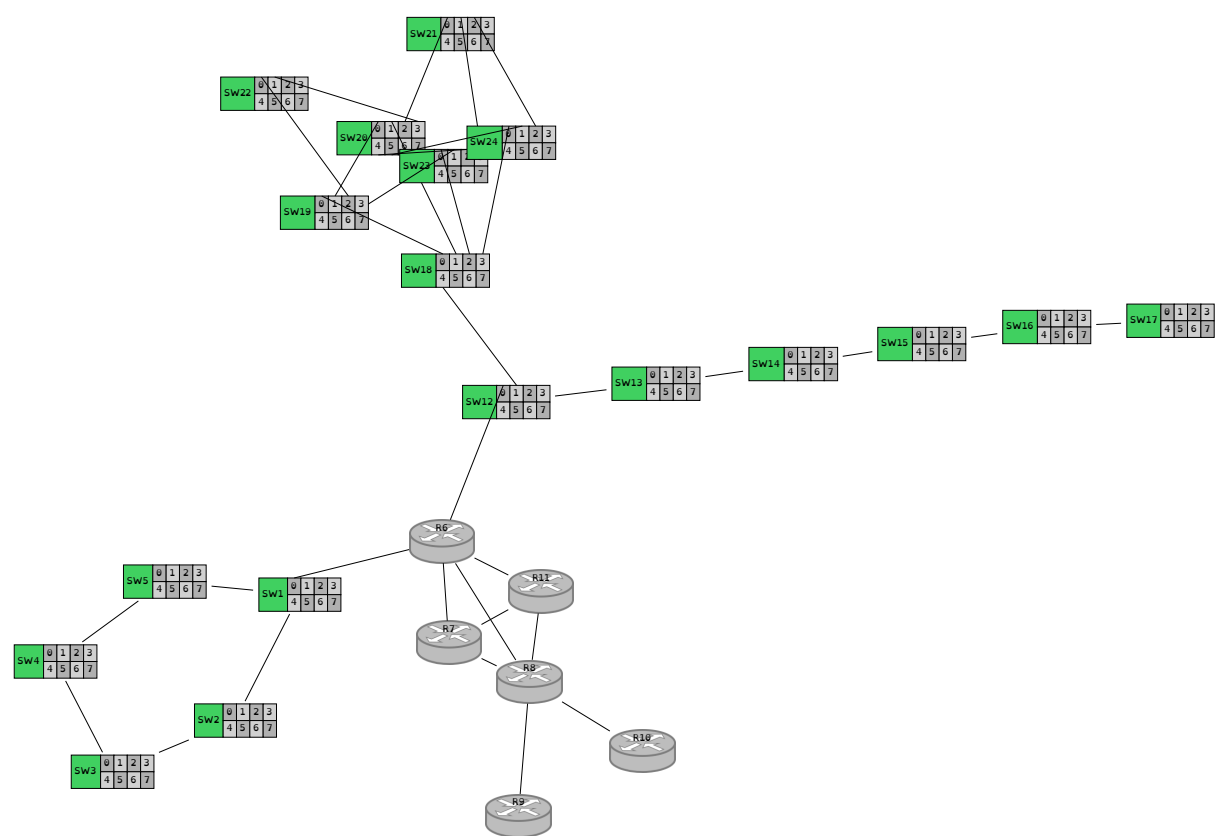 SW21 0 1 2 3
4 5 6 7
SW22 0 1 2 3
4 5 6 7
SW20 0 1 2 3
4 5 6 7
SW24 0 1 2 3
4 5 6 7
SW23 0 1 2
4 5 6 7
SW19 0 1 2 3
4 5 6 7
SW18 0 1 2 3
4 5 6 7
SW17 0 1 2 3
4 5 6 7
SW16 0 1 2 3
4 5 6 7
SW15 0 1 2 3
4 5 6 7
SW14 0 1 2 3
4 5 6 7
SW13 0 1 2 3
4 5 6 7
SW12 0 1 2 3
4 5 6 7
R6
SW5 0 1 2 3
4 5 6 7
SW1 0 1 2 3
4 5 6 7
R11
R7
SW4 0 1 2 3
4 5 6 7
R8
SW2 0 1 2 3
4 5 6 7
R10
SW3 0 1 2 3
4 5 6 7
R9